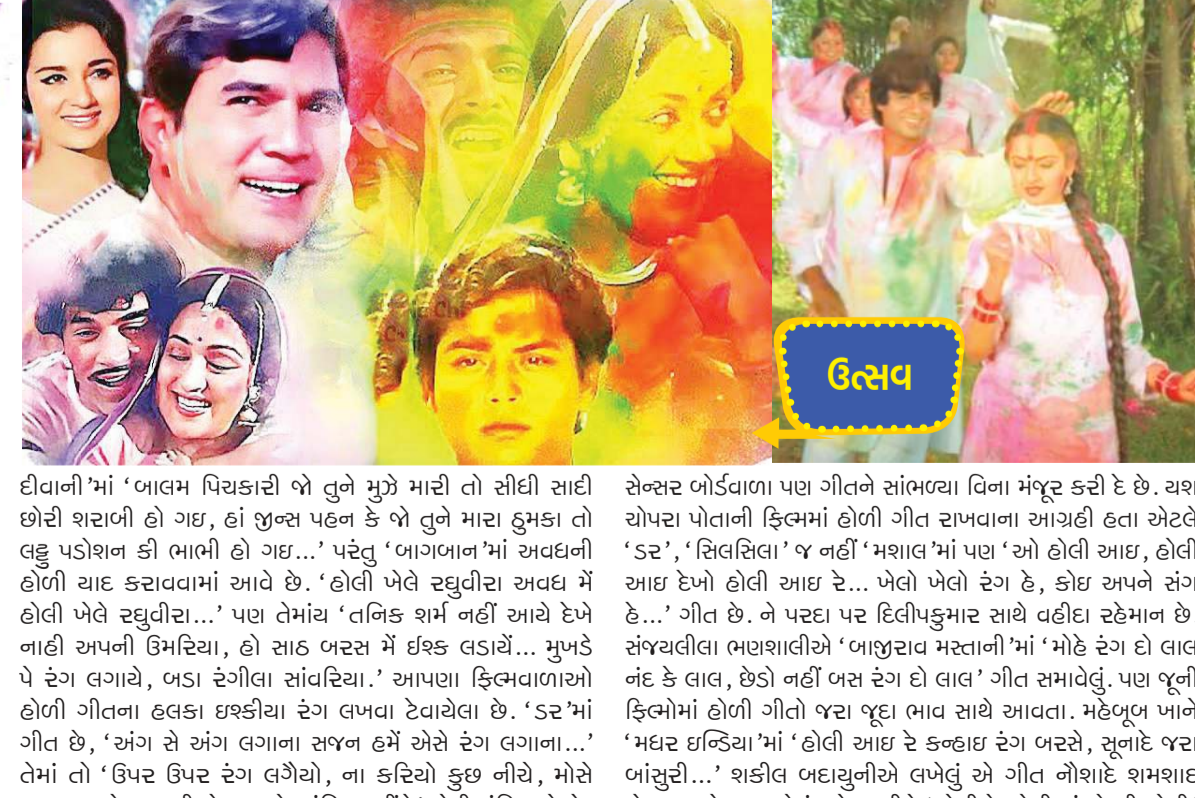 ઉત્સવ
દીવાની’માં ‘બાલમ પિચકારી જો તુને મુઝે મારી તો સીધી સાદી
છોરી શરાબી હો ગઇ, હાં જીન્સ પહન કે જો તુને મારા ઠુમકા તો
લટ્ટુ પડોશન કી ભાભી હો ગઇ...’ પરંતુ ‘બાગબાન’માં અવધની
હોળી યાદ કરાવવામાં આવે છે. ‘હોલી ખેલે રઘુવીરા અવધ મેં
હોલી ખેલે રઘુવીરા...’ પણ તેમાંય ‘તનિક શર્મ નહીં આયે દેખે
નાહી અપની ઉમરિયા, હો સાઠ બરસ મેં ઈશ્ક લડાયેં... મુખડે
પે રંગ લગાયે, બડા રંગીલા સાંવરિયા.’ આપણા ફિલ્મવાળાઓ
હોળી ગીતના હલકા ઇશ્કીયા રંગ લખવા ટેવાયેલા છે. ‘ડર’માં
ગીત છે, ‘અંગ સે અંગ લગાના સજન હમેં એસે રંગ લગાના...’
તેમાં તો ‘ઉપર ઉપર રંગ લગૈયો, ના કરિયો કુછ નીચે, મોસે
સેન્સર બોર્ડવાળા પણ ગીતને સાંભળ્યા વિના મંજૂર કરી દે છે. યશ
ચોપરા પોતાની ફિલ્મમાં હોળી ગીત રાખવાના આગ્રહી હતા એટલે
‘ડર’, ‘સિલસિલા’ જ નહીં ‘મશાલ’માં પણ ‘ઓ હોલી આઇ, હોલી
આઇ દેખો હોલી આઇ રે... ખેલો ખેલો રંગ હે, કોઇ અપને સંગ
હે...’ ગીત છે. ને પરદા પર દિલીપકુમાર સાથે વહીદા રહેમાન છે
સંજયલીલા ભણશાલીએ ‘બાજીરાવ મસ્તાની’માં ‘મોહે રંગ દો લાલ
નંદ કે લાલ, છેડો નહીં બસ રંગ દો લાલ’ ગીત સમાવેલું. પણ જૂની
ફિલ્મોમાં હોળી ગીતો જરા જૂદા ભાવ સાથે આવતા. મહેબૂબ ખાને
‘મધર ઇન્ડિયા’માં ‘હોલી આઇ રે કન્હાઇ રંગ બરસે, સૂનાદે જરા
બાંસુરી...’ શકીલ બદાયુનીએ લખેલું એ ગીત નૌશાદે શમશાદ